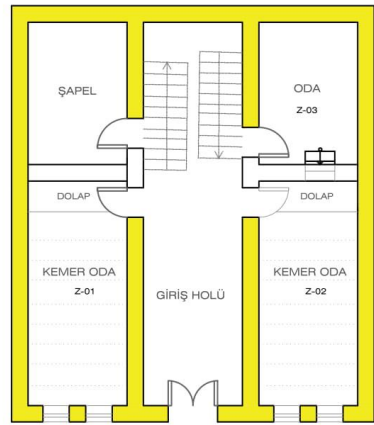 ŞAPEL
ODA
Z-03
DOLAP
DOLAP
KEMER ODA
Z-01
GİRİŞ HOLÜ
KEMER ODA
Z-02